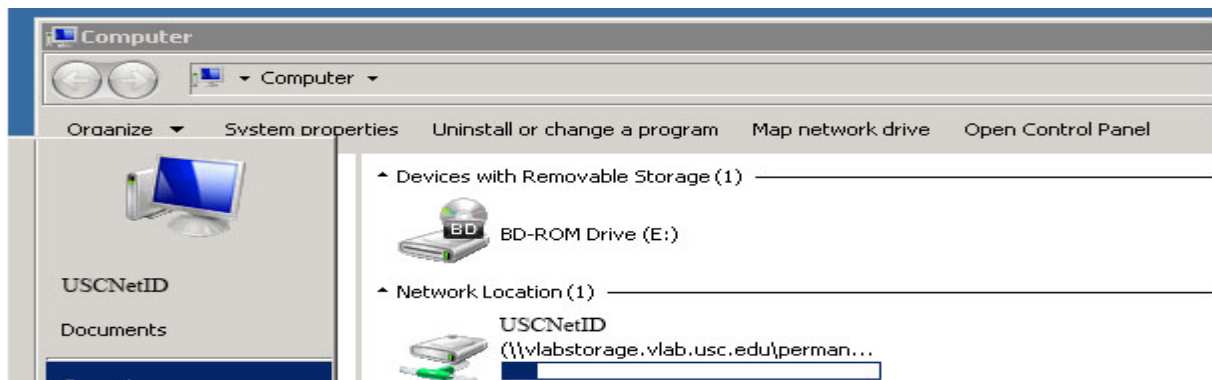 Computer
Computer
Organize System properties Uninstall or change a program Map network drive Open Control Panel
USCNetID
Documents
Devices with Removable Storage (1)
BD
BD-ROM Drive (E:)
Network Location (1)
USCNetID
(\\vlabstorage.vlab.usc.edu\perman...